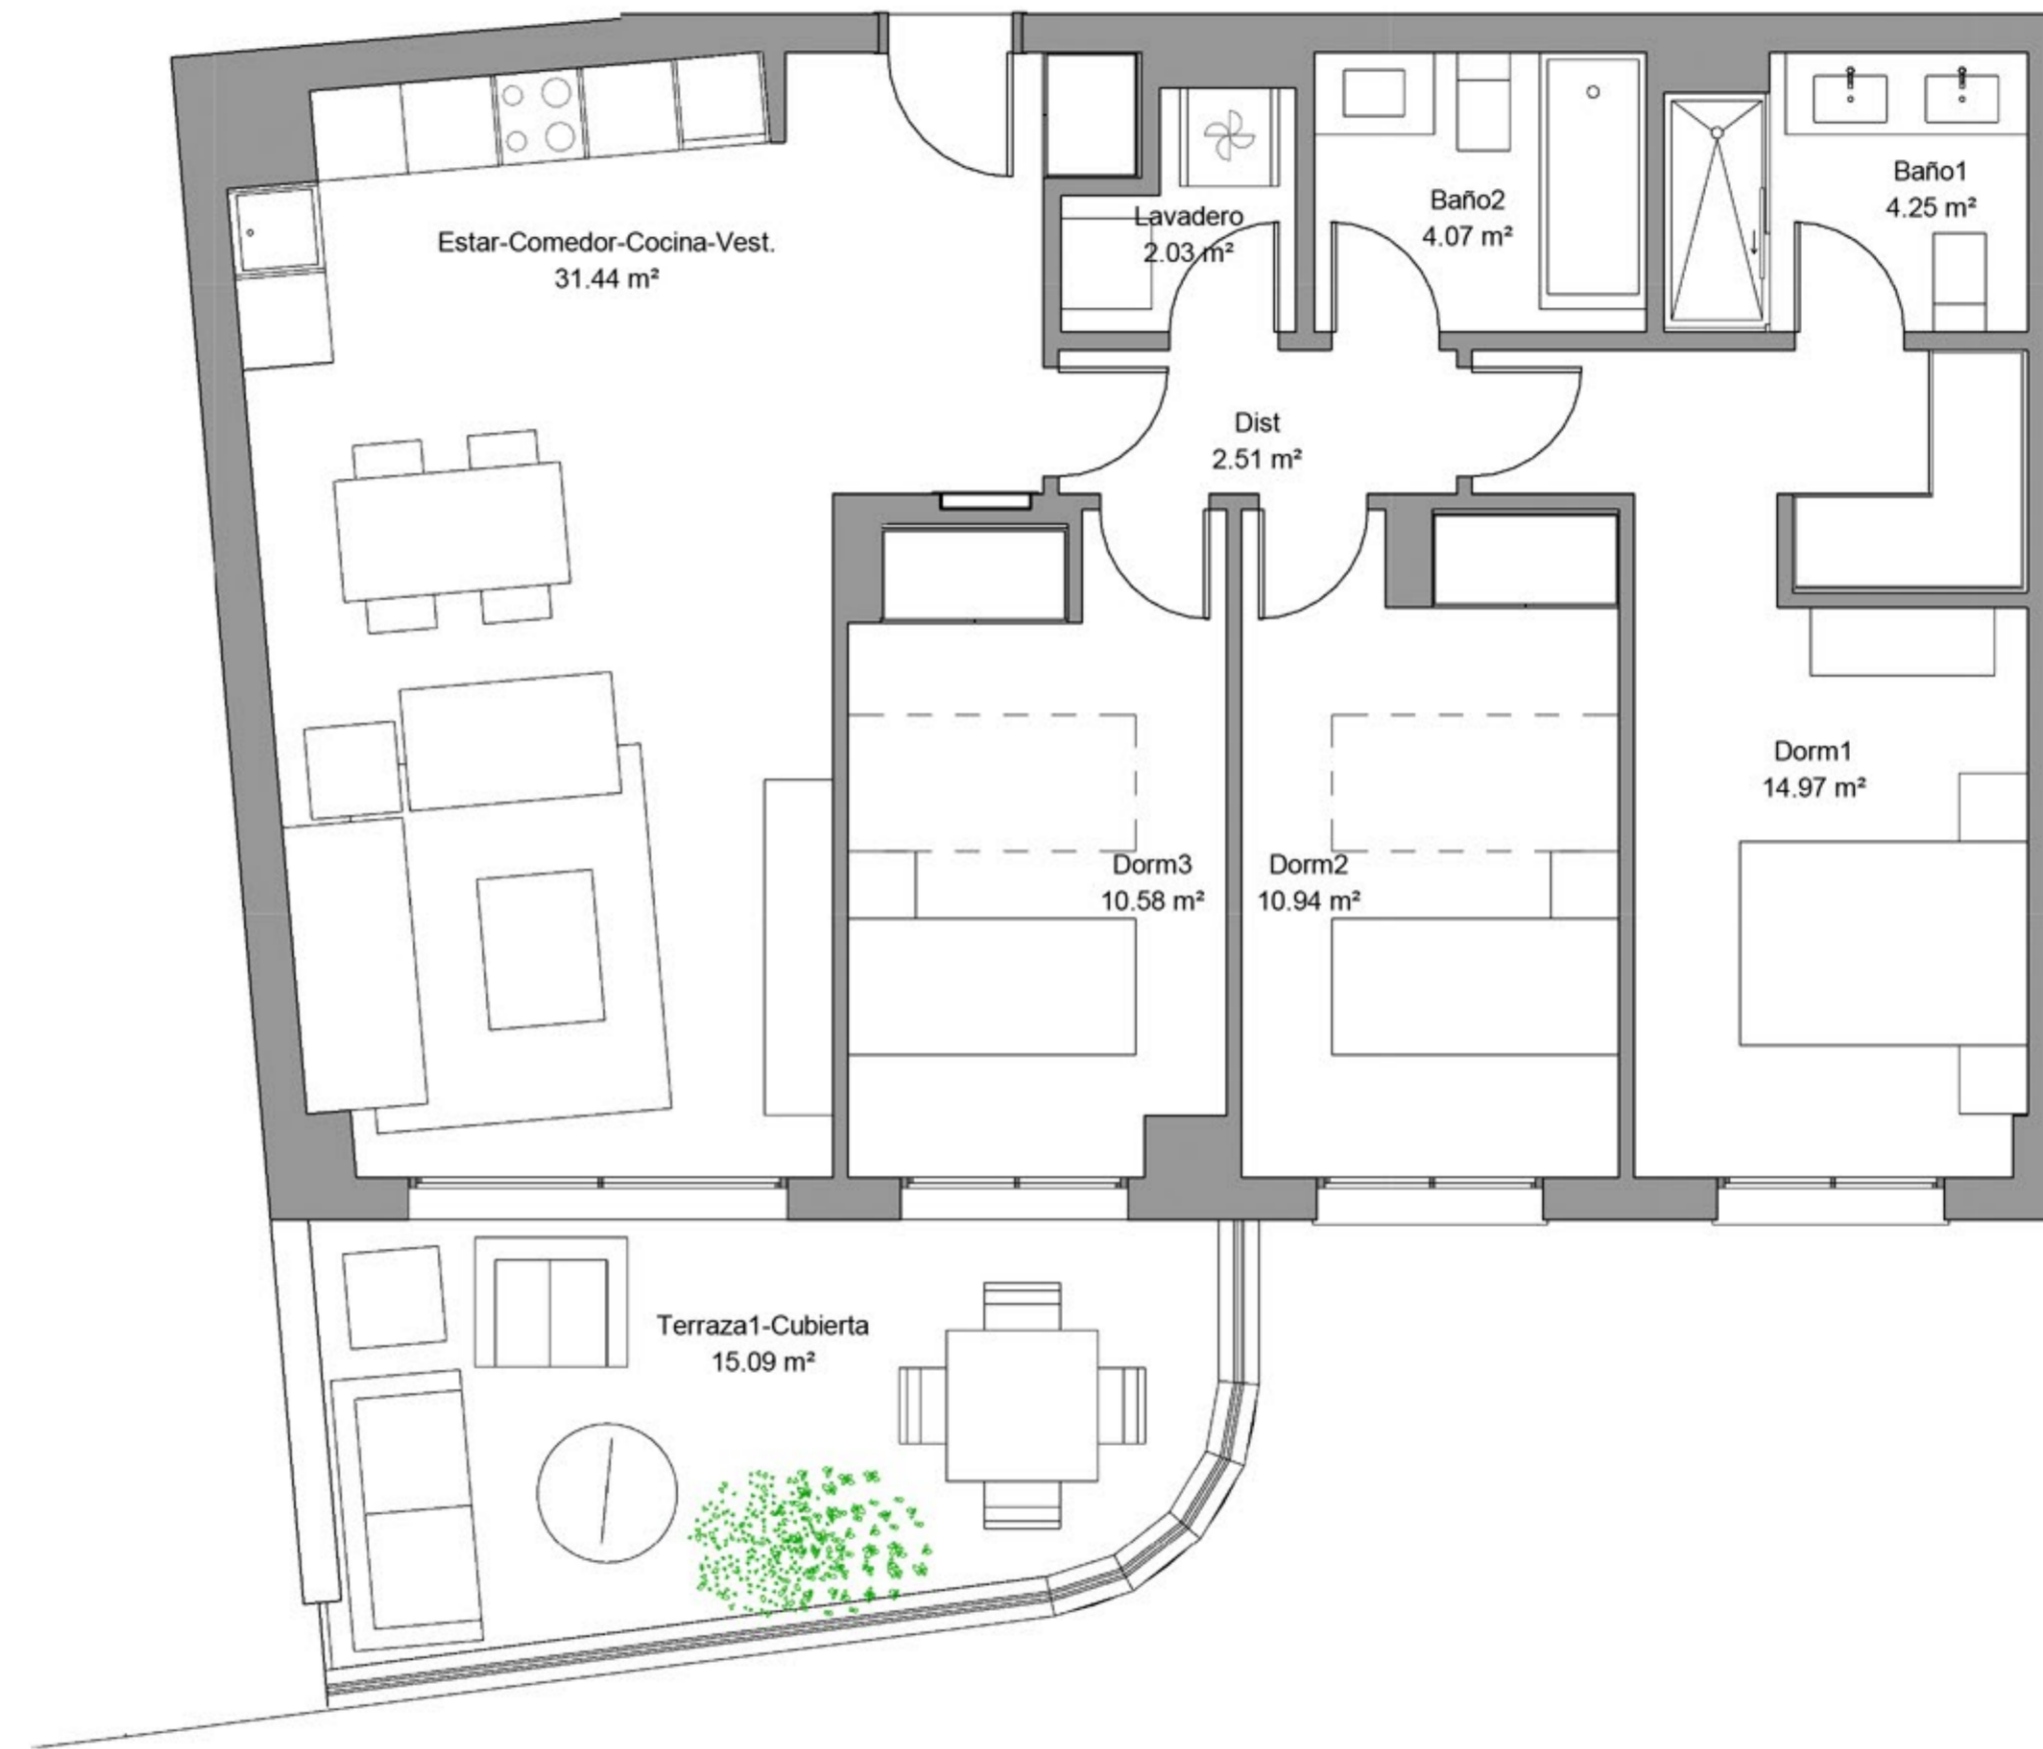 Baño1
4.25 m²
Baño2
4.07 m²
Lavadero
2.03 m²
Estar-Comedor-Cocina-Vest.
31.44 m²
Dist
2.51 m²
Dorm1
14.97 m²
Dorm3
10.58 m²
Dorm2
10.94 m²
Terraza1-Cubierta
15.09 m²